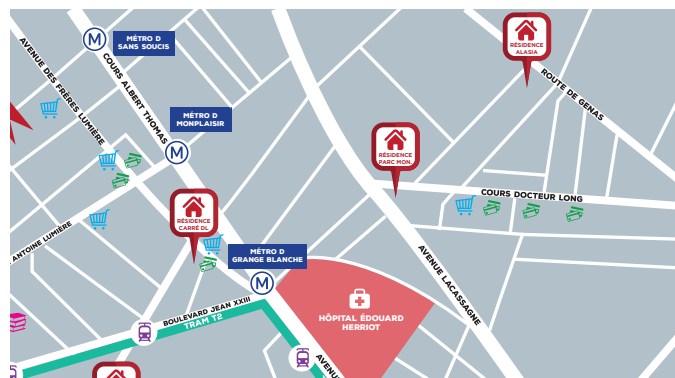 RÉSIDENCE
ALASIA
M
MÉTRO D
SANS SOUCIS
AVENUE DES FRÈRES LUMIÈRE
COURS ALBERT THOMAS
ROUTE DE GENAS
MÉTRO D
MONPLAISIR
M
RÉSIDENCE
PARC MON.
COURS DOCTEUR LONG
RÉSIDENCE
CARRÉ DL
ANTOINE LUMIÈRE
MÉTRO D
GRANGE BLANCHE
M
AVENUE LACASSAGNE
BOULEVARD JEAN XXIII
TRAM T2
HÔPITAL ÉDOUARD
HERRIOT
AVENUE